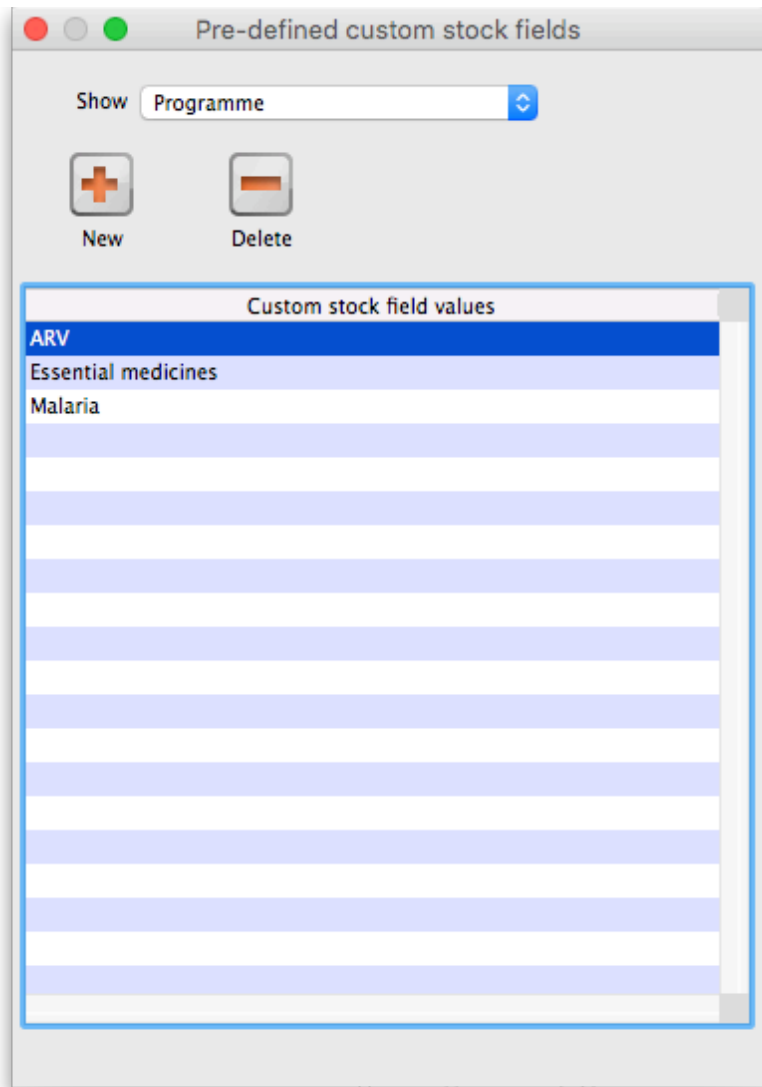 Pre-defined custom stock fields
Show Programme
New Delete
Custom stock field values
ARV
Essential medicines
Malaria